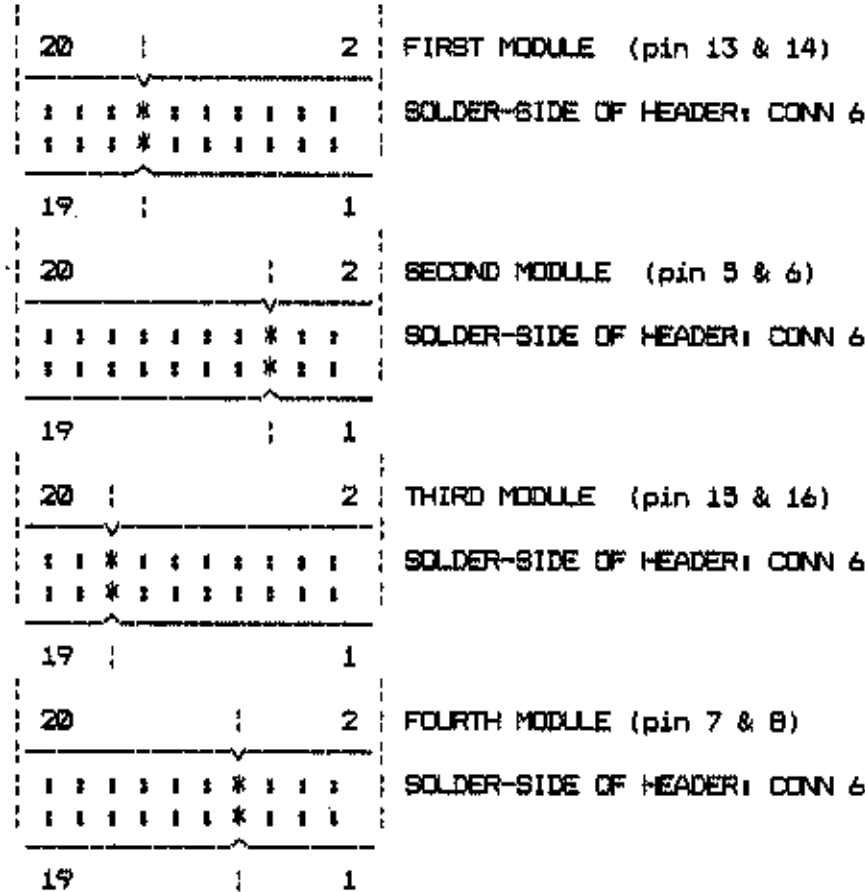 20 ¦ 2 FIRST MODULE (pin 13 & 14)
: : : * : : : : : : SOLDER-SIDE OF HEADER: CONN 6
: : : * : : : : : :
19 ¦ 1
20 ¦ 2 SECOND MODULE (pin 5 & 6)
: : : : : : : * : : SOLDER-SIDE OF HEADER: CONN 6
: : : : : : : * : :
19 ¦ 1
20 ¦ 2 THIRD MODULE (pin 15 & 16)
: : * : : : : : : : SOLDER-SIDE OF HEADER: CONN 6
: : * : : : : : : :
19 ¦ 1
20 ¦ 2 FOURTH MODULE (pin 7 & 8)
: : : : : : * : : : SOLDER-SIDE OF HEADER: CONN 6
: : : : : : * : : :
19 ¦ 1